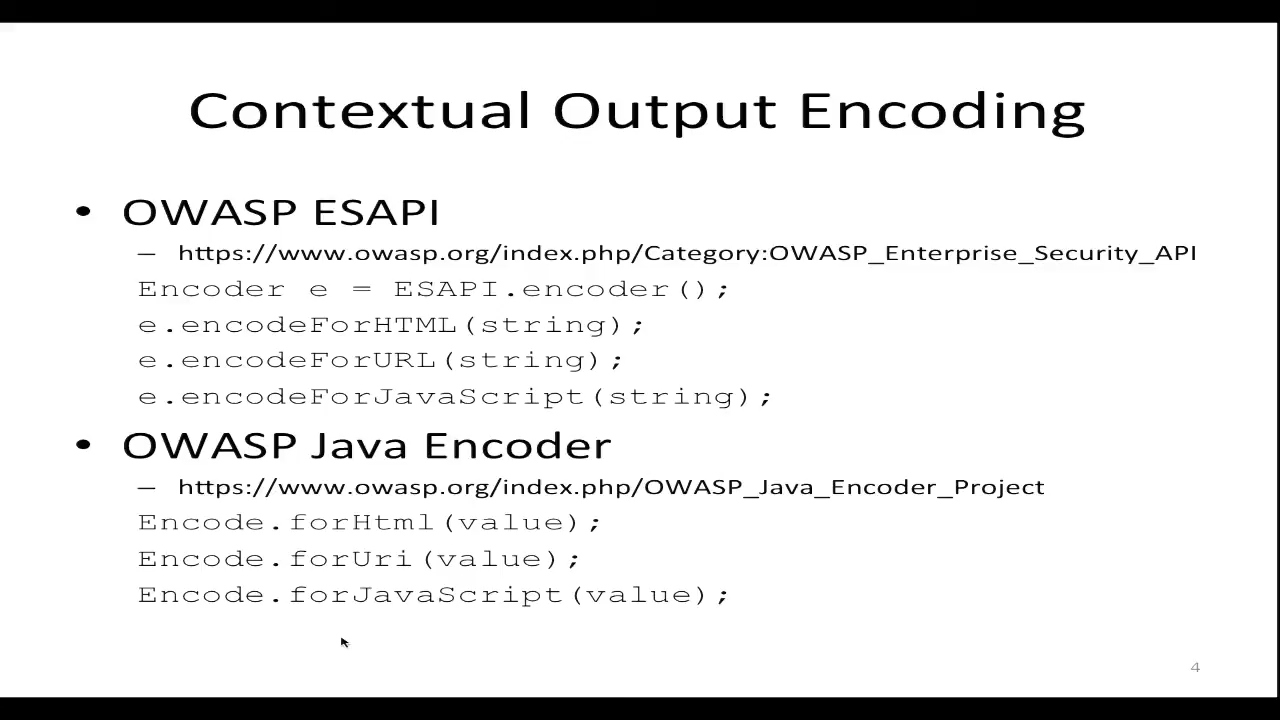 Contextual Output Encoding
• OWASP ESAPI
– https://www.owasp.org/index.php/Category:OWASP_Enterprise_Security_API
Encoder e = ESAPI.encoder();
e.encodeForHTML(string);
e.encodeForURL(string);
e.encodeForJavaScript(string);
• OWASP Java Encoder
– https://www.owasp.org/index.php/OWASP_Java_Encoder_Project
Encode.forHtml(value);
Encode.forUri(value);
Encode.forJavaScript(value);
4